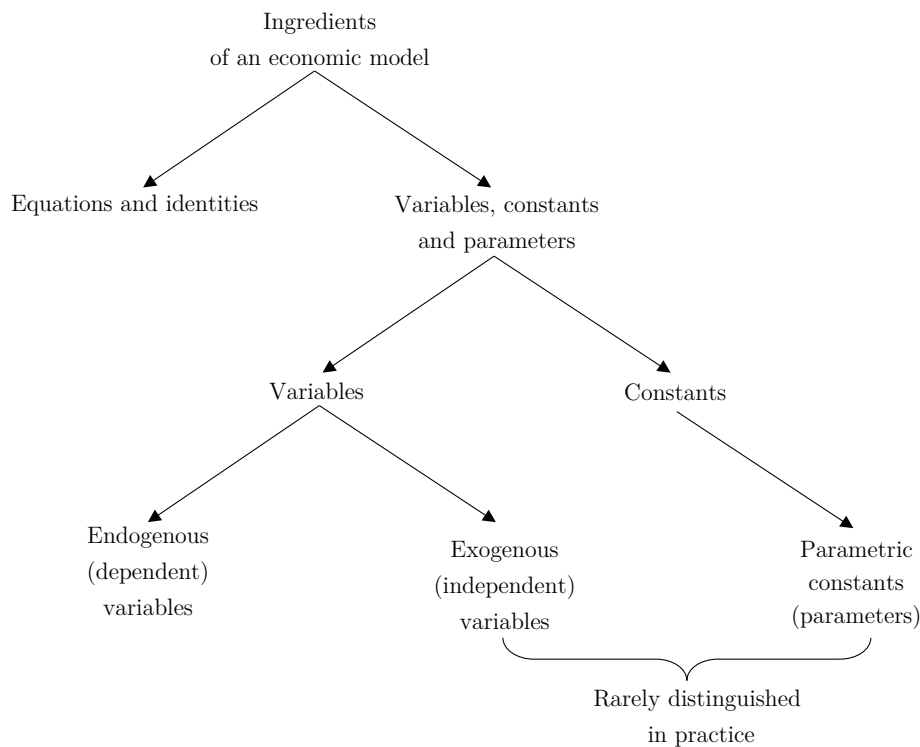 Ingredients
of an economic model
Equations and identities
Variables, constants
and parameters
Variables
Constants
Endogenous
(dependent)
variables
Exogenous
(independent)
variables
Parametric
constants
(parameters)
Rarely distinguished
in practice